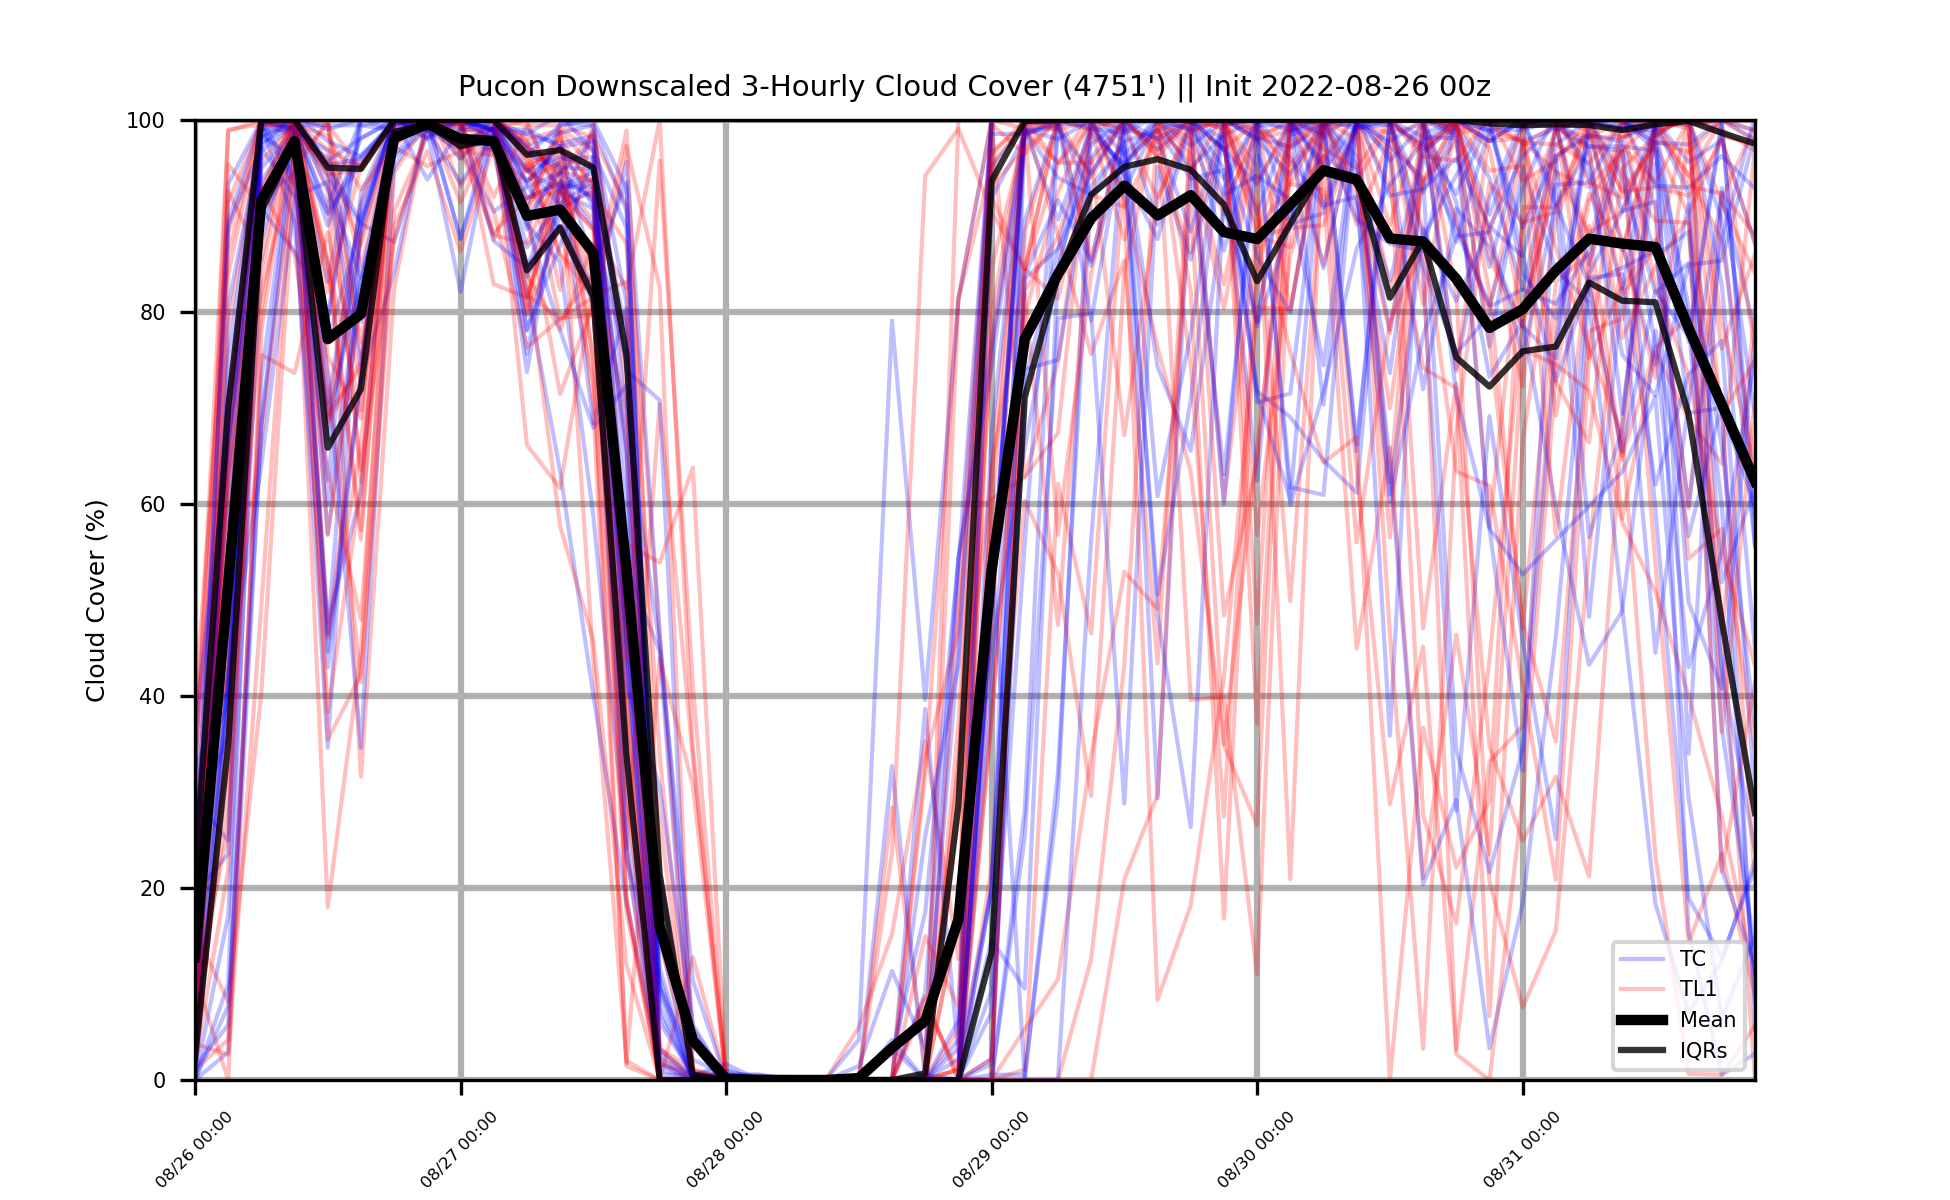 Pucon Downscaled 3-Hourly Cloud Cover (4751') || Init 2022-08-26 00z
Cloud Cover (%)
100
80
60
40
20
0
TC
TL1
Mean
IQRs
08/26 00:00
08/27 00:00
08/28 00:00
08/29 00:00
08/30 00:00
08/31 00:00